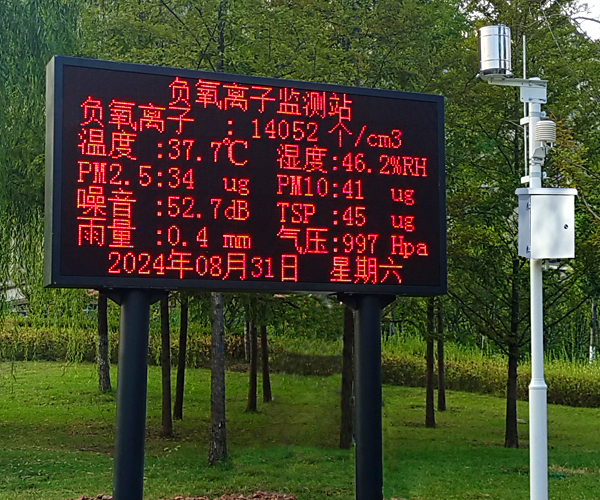 负氧离子监测站
负氧离子 : 14052 个/cm3
温度 :37.7℃ 湿度:46.2%RH
PM2.5:34 ug PM10:41 ug
噪音 :52.7dB TSP :45 ug
雨量 :0.4 mm 气压:997 Hpa
2024年08月31日 星期六